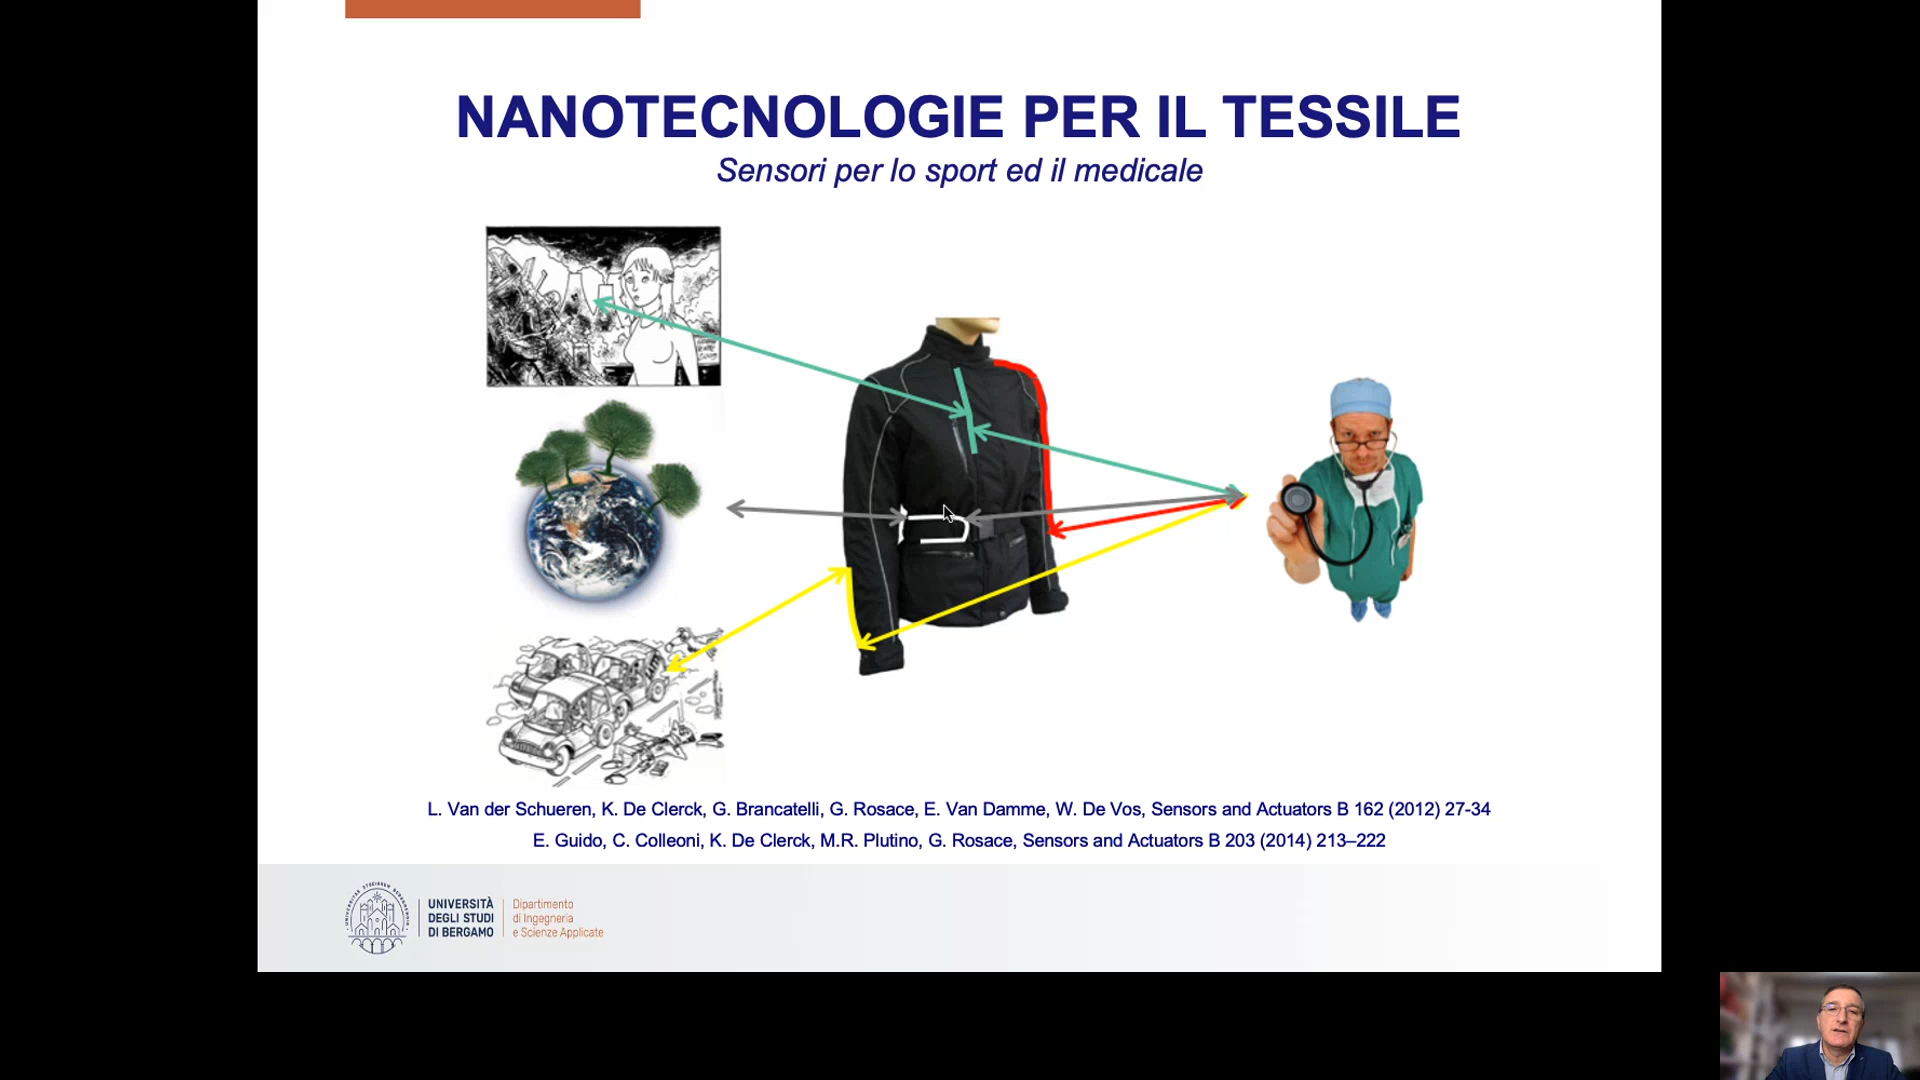 NANOTECNOLOGIE PER IL TESSILE
Sensori per lo sport ed il medicale
L. Van der Schueren, K. De Clerck, G. Brancatelli, G. Rosace, E. Van Damme, W. De Vos, Sensors and Actuators B 162 (2012) 27-34
E. Guido, C. Colleoni, K. De Clerck, M.R. Plutino, G. Rosace, Sensors and Actuators B 203 (2014) 213–222
UNIVERSITÀ
DEGLI STUDI
DI BERGAMO
Dipartimento
di Ingegneria
e Scienze Applicate